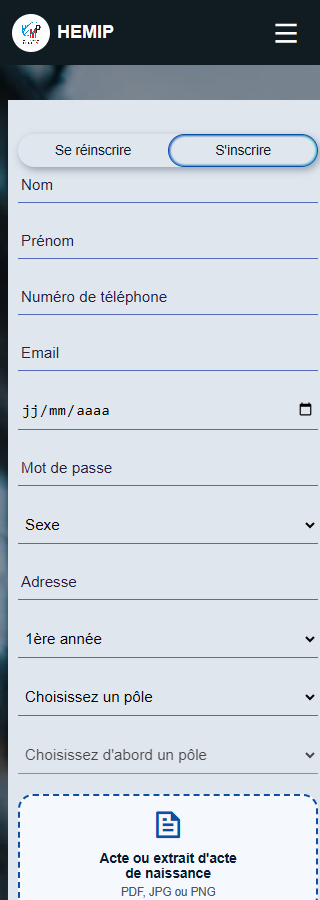 HEMIP
Se réinscrire
S'inscrire
Nom
Prénom
Numéro de téléphone
Email
jj/mm/aaaa
Mot de passe
Sexe
Adresse
1ère année
Choisissez un pôle
Choisissez d'abord un pôle
Acte ou extrait d'acte
de naissance
PDF, JPG ou PNG